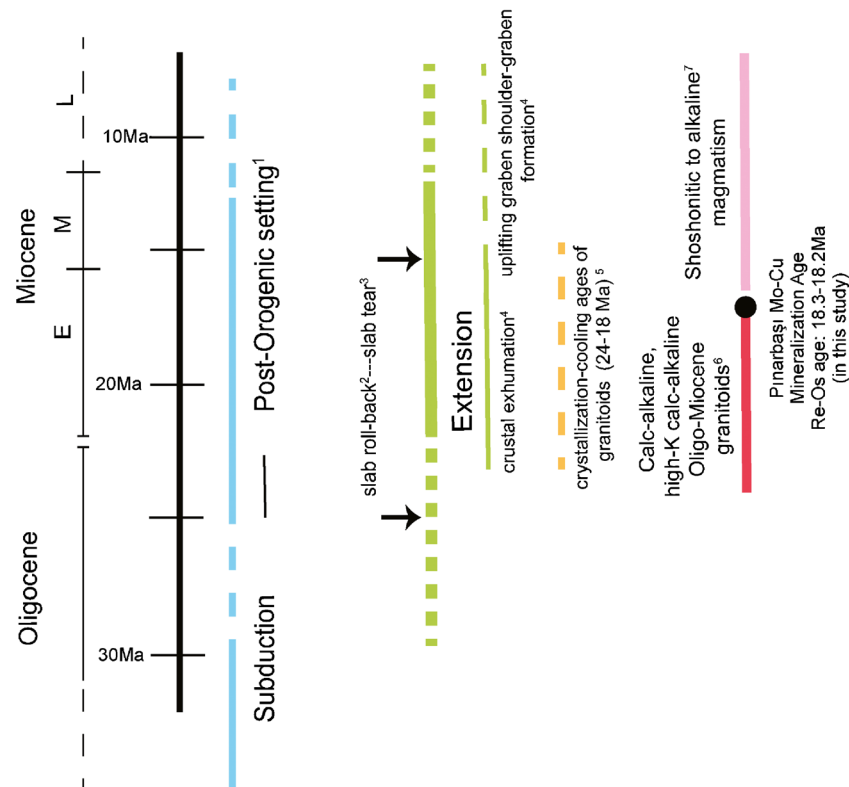 Oligocene
Miocene
E
M
L
10Ma
20Ma
30Ma
Subduction
Post-Orogenic setting¹
slab roll-back²---slab tear³
Extension
crustal exhumation⁴
uplifting graben shoulder-graben
formation⁴
crystallization-cooling ages of
granitoids (24-18 Ma) ⁵
Calc-alkaline,
high-K calc-alkaline
Oligo-Miocene
granitoids⁶
Shoshonitic to alkaline⁷
magmatism
Pınarbaşı Mo-Cu
Mineralization Age
Re-Os age: 18.3-18.2Ma
(in this study)